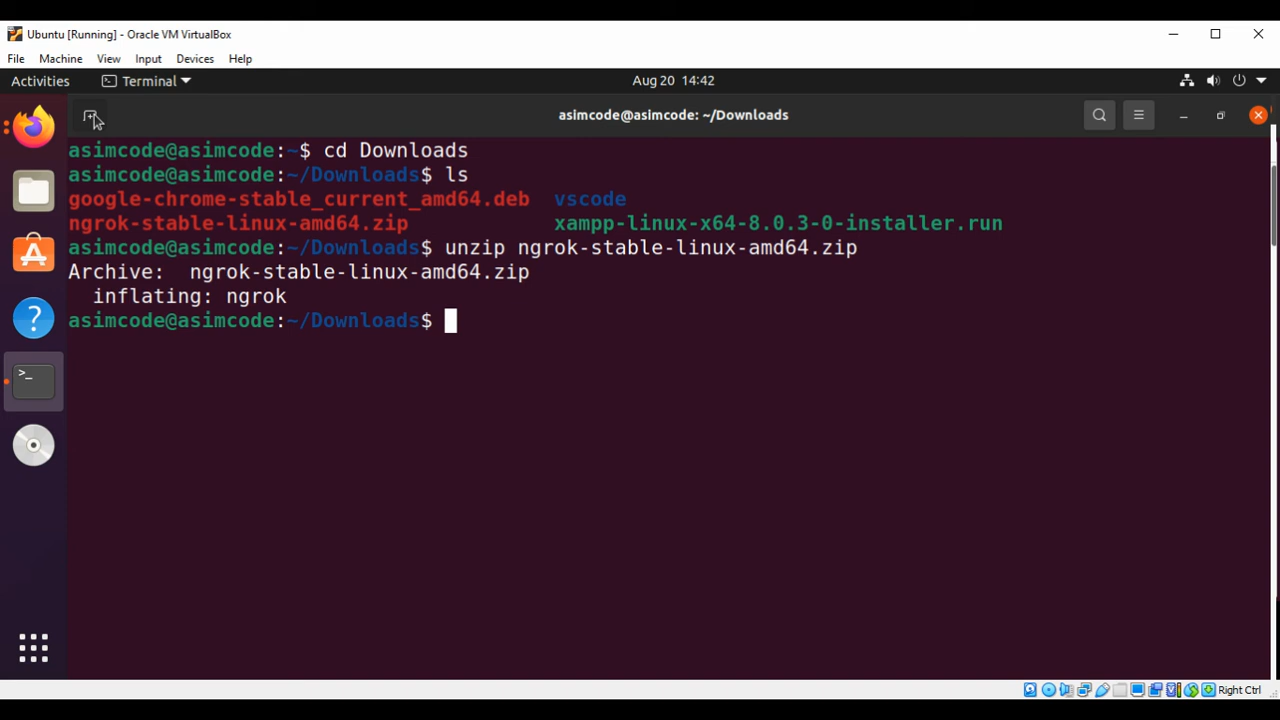 Ubuntu [Running] - Oracle VM VirtualBox
File Machine View Input Devices Help
Activities Terminal Aug 20 14:42
asimcode@asimcode: ~/Downloads
asimcode@asimcode:~$ cd Downloads
asimcode@asimcode:~/Downloads$ ls
google-chrome-stable_current_amd64.deb vscode
ngrok-stable-linux-amd64.zip xampp-linux-x64-8.0.3-0-installer.run
asimcode@asimcode:~/Downloads$ unzip ngrok-stable-linux-amd64.zip
Archive: ngrok-stable-linux-amd64.zip
inflating: ngrok
asimcode@asimcode:~/Downloads$
Right Ctrl